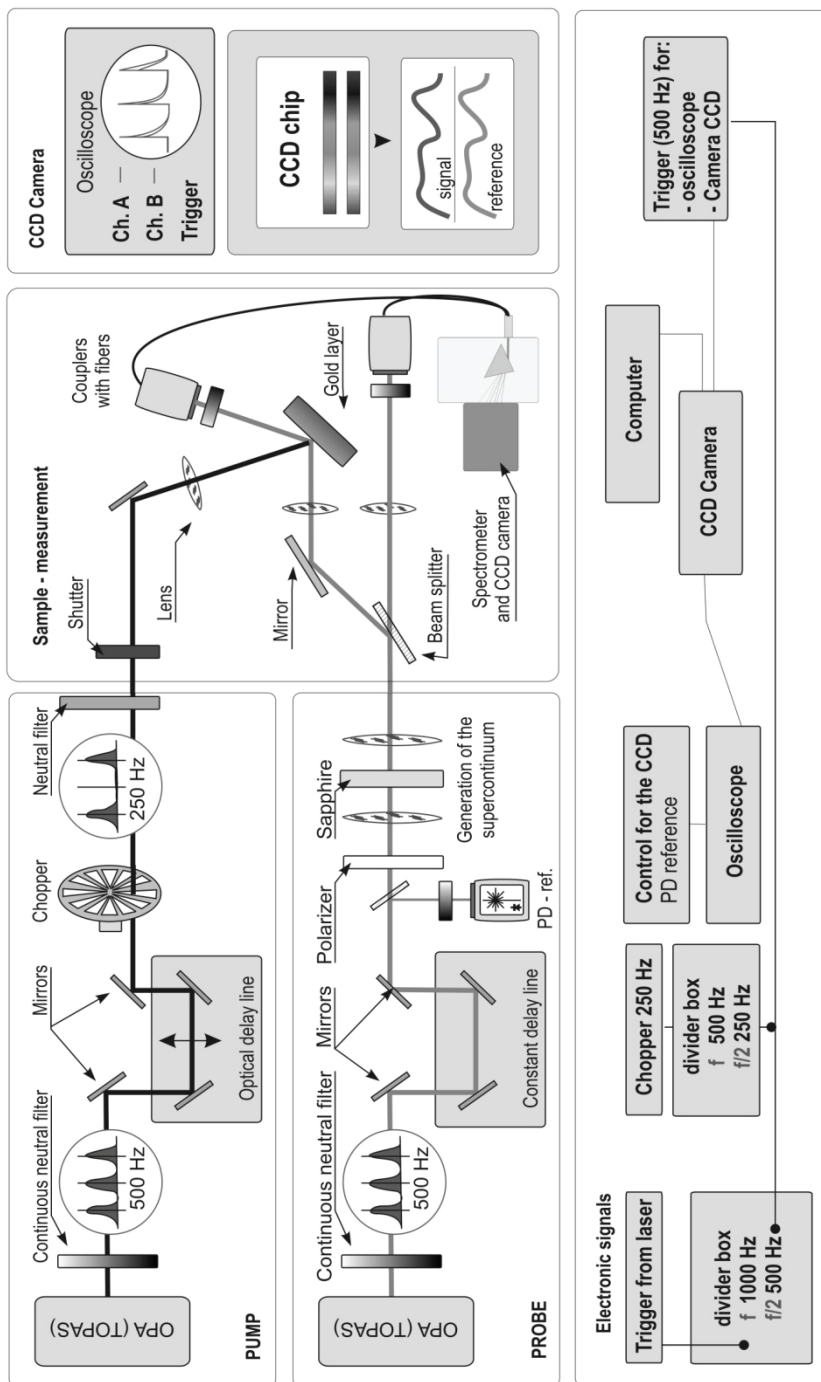 PUMP
OPA (TOPAS)
Continuous neutral filter
500 Hz
Mirrors
Optical delay line
Chopper
250 Hz
Neutral filter
PROBE
OPA (TOPAS)
Continuous neutral filter
500 Hz
Mirrors
Constant delay line
PD - ref.
Polarizer
Sapphire
Generation of the
supercontinuum
Sample - measurement
Shutter
Lens
Mirror
Beam splitter
Couplers
with fibers
Gold layer
Spectrometer
and CCD camera
CCD Camera
Oscilloscope
Ch. A
Ch. B
Trigger
CCD chip
signal
reference
Electronic signals
Trigger from laser
divider box
f 1000 Hz
f/2 500 Hz
Chopper 250 Hz
divider box
f 500 Hz
f/2 250 Hz
Control for the CCD
PD reference
Oscilloscope
Computer
CCD Camera
Trigger (500 Hz) for:
- oscilloscope
- Camera CCD